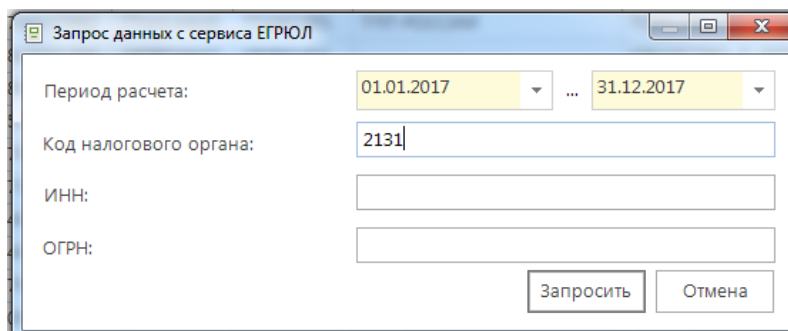 Запрос данных с сервиса ЕГРЮЛ
Период расчета: 01.01.2017 ... 31.12.2017
Код налогового органа: 2131
ИНН:
ОГРН:
Запросить Отмена